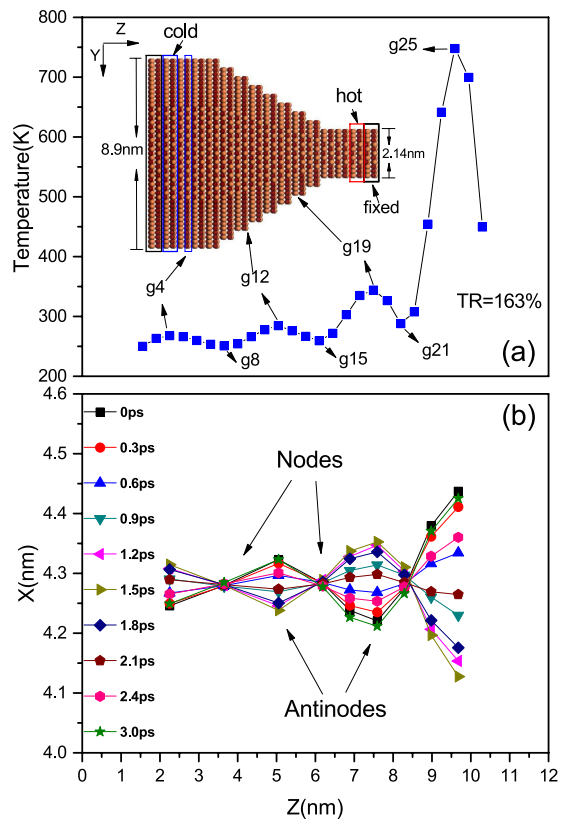 (a)
Temperature(K)
800
700
600
500
400
300
200
Z
Y
cold
8.9nm
hot
2.14nm
fixed
g25
g4
g12
g19
g8
g15
g21
TR=163%
(b)
X(nm)
4.6
4.5
4.4
4.3
4.2
4.1
4.0
0ps
0.3ps
0.6ps
0.9ps
1.2ps
1.5ps
1.8ps
2.1ps
2.4ps
3.0ps
Nodes
Antinodes
0 1 2 3 4 5 6 7 8 9 10 11 12
Z(nm)